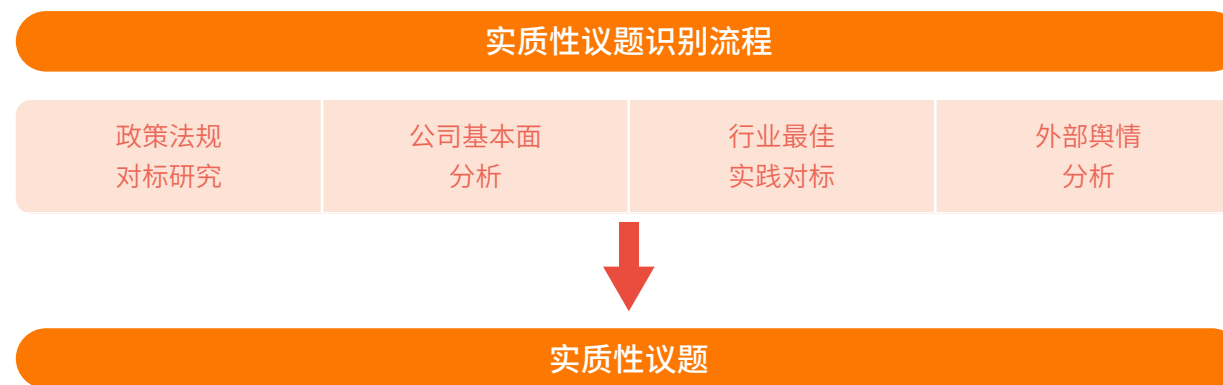 实质性议题识别流程
政策法规
对标研究
公司基本面
分析
行业最佳
实践对标
外部舆情
分析
实质性议题